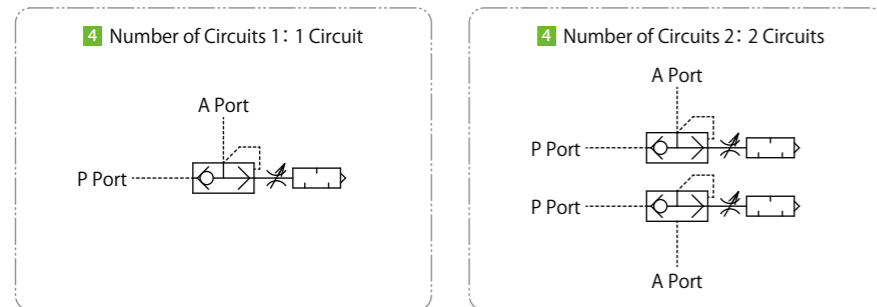 4 Number of Circuits 1: 1 Circuit
A Port
P Port
4 Number of Circuits 2: 2 Circuits
A Port
P Port
P Port
A Port